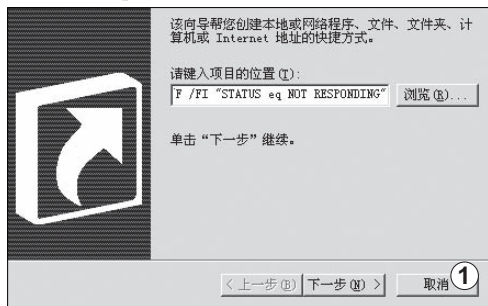 该向导帮您创建本地或网络程序、文件、文件夹、计
算机或 Internet 地址的快捷方式。
请键入项目的位置(T):
F /FI "STATUS eq NOT RESPONDING"
浏览(R)...
单击“下一步”继续。
< 上一步(B) 下一步(N) > 取消 1